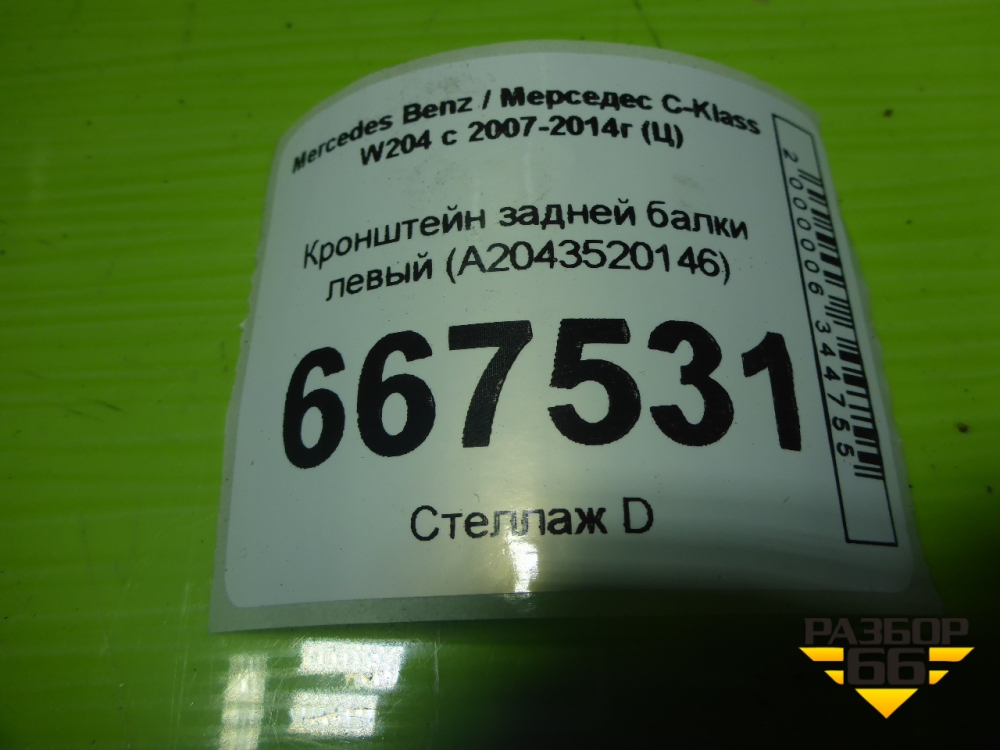 Mercedes Benz / Мерседес C-Klass
W204 с 2007-2014г (Ц)
Кронштейн задней балки
левый (A2043520146)
667531
Стеллаж D
2000006344755
РАЗБОР
66